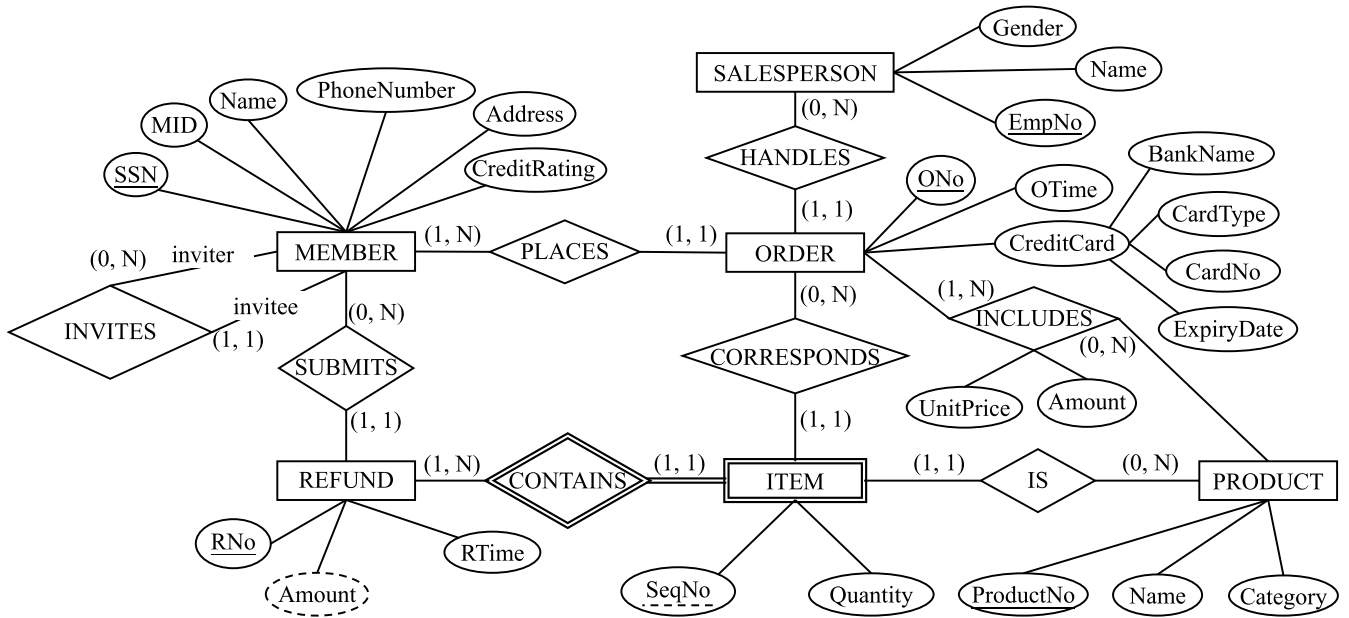 Gender
SALESPERSON
Name
(0, N)
EmpNo
PhoneNumber
Name
Address
MID
SSN
CreditRating
HANDLES
BankName
ONo
OTime
CardType
(1, 1)
(1, N)
(1, 1)
MEMBER
PLACES
ORDER
CreditCard
CardNo
(0, N)
inviter
invitee
(1, 1)
INVITES
(0, N)
(0, N)
(1, N)
INCLUDES
(0, N)
ExpiryDate
SUBMITS
CORRESPONDS
UnitPrice
Amount
(1, 1)
(1, 1)
(1, N)
(1, 1)
(1, 1)
(0, N)
REFUND
CONTAINS
ITEM
IS
PRODUCT
RNo
RTime
Amount
SeqNo
Quantity
ProductNo
Name
Category